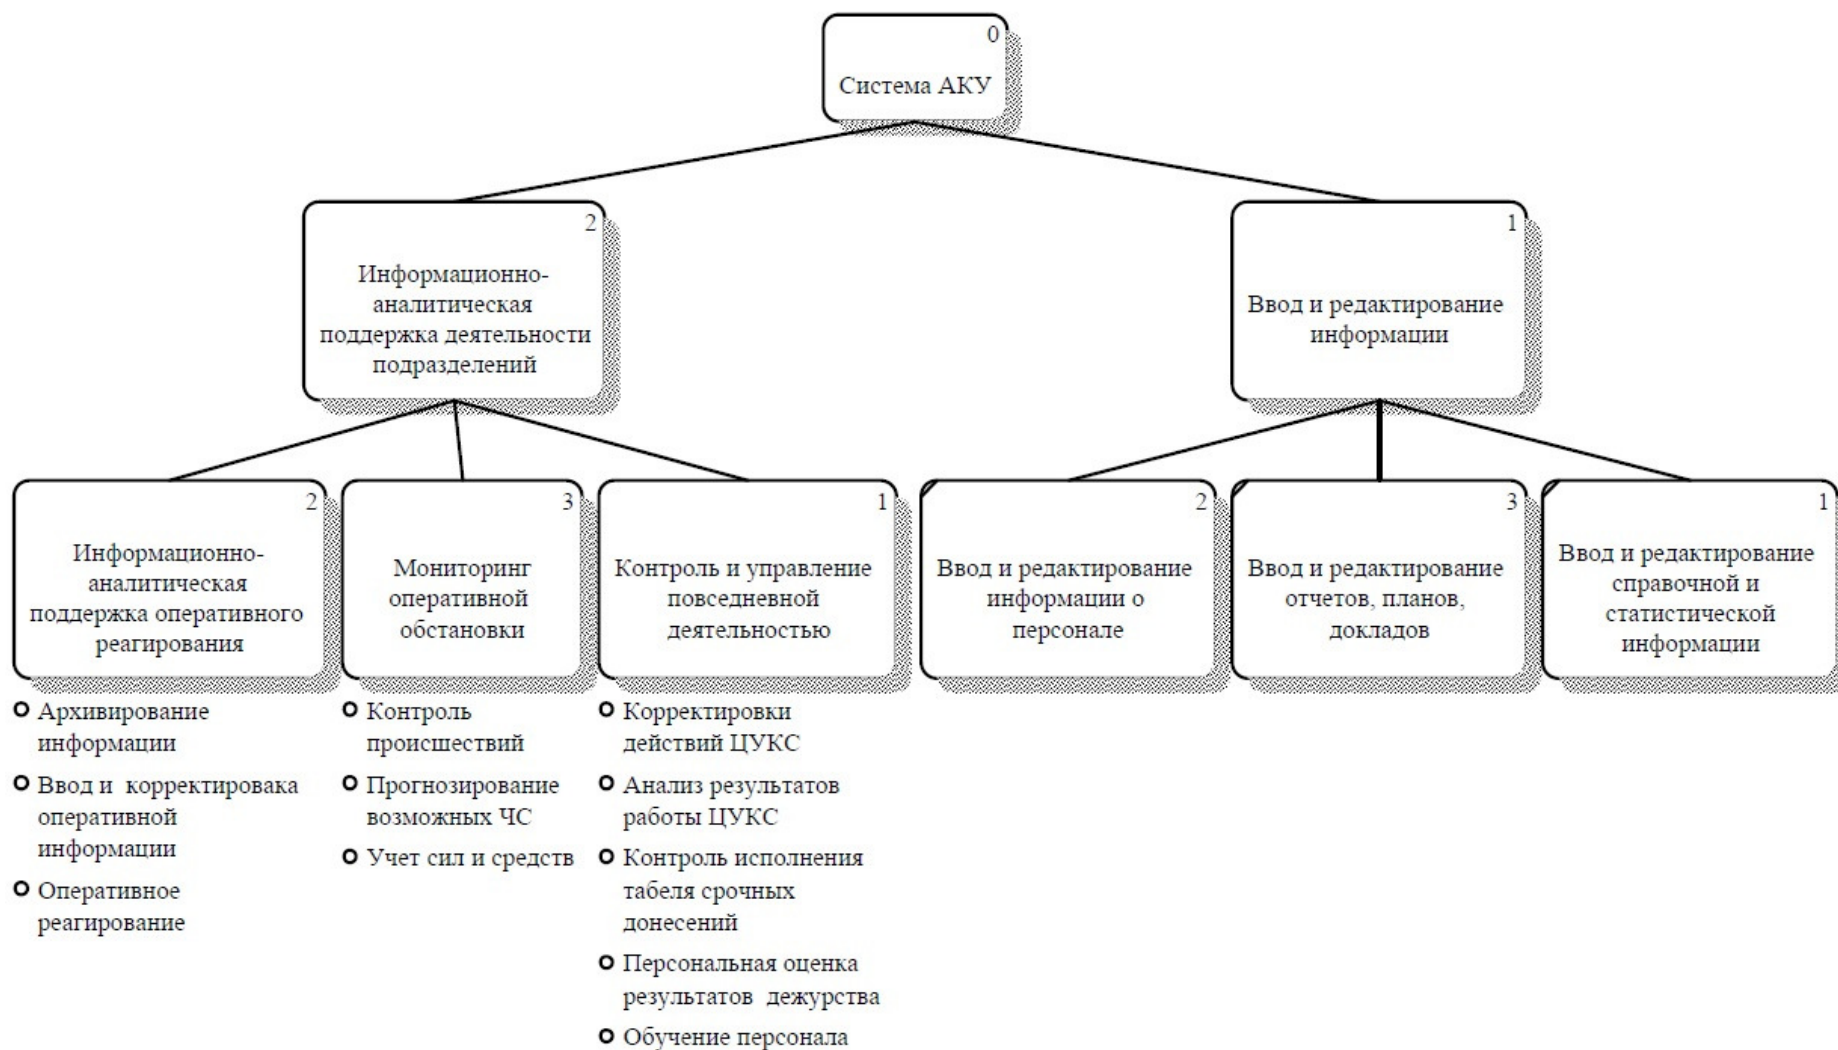 0
Система АКУ
2
Информационно-
аналитическая
поддержка деятельности
подразделений
1
Ввод и редактирование
информации
2
Информационно-
аналитическая
поддержка оперативного
реагирования
3
Мониторинг
оперативной
обстановки
1
Контроль и управление
повседневной
деятельностью
2
Ввод и редактирование
информации о
персонале
3
Ввод и редактирование
отчетов, планов,
докладов
1
Ввод и редактирование
справочной и
статистической
информации
Архивирование
информации
Ввод и корректировака
оперативной
информации
Оперативное
реагирование
Контроль
происшествий
Прогнозирование
возможных ЧС
Учет сил и средств
Корректировки
действий ЦУКС
Анализ результатов
работы ЦУКС
Контроль исполнения
табеля срочных
донесений
Персональная оценка
результатов дежурства
Обучение персонала